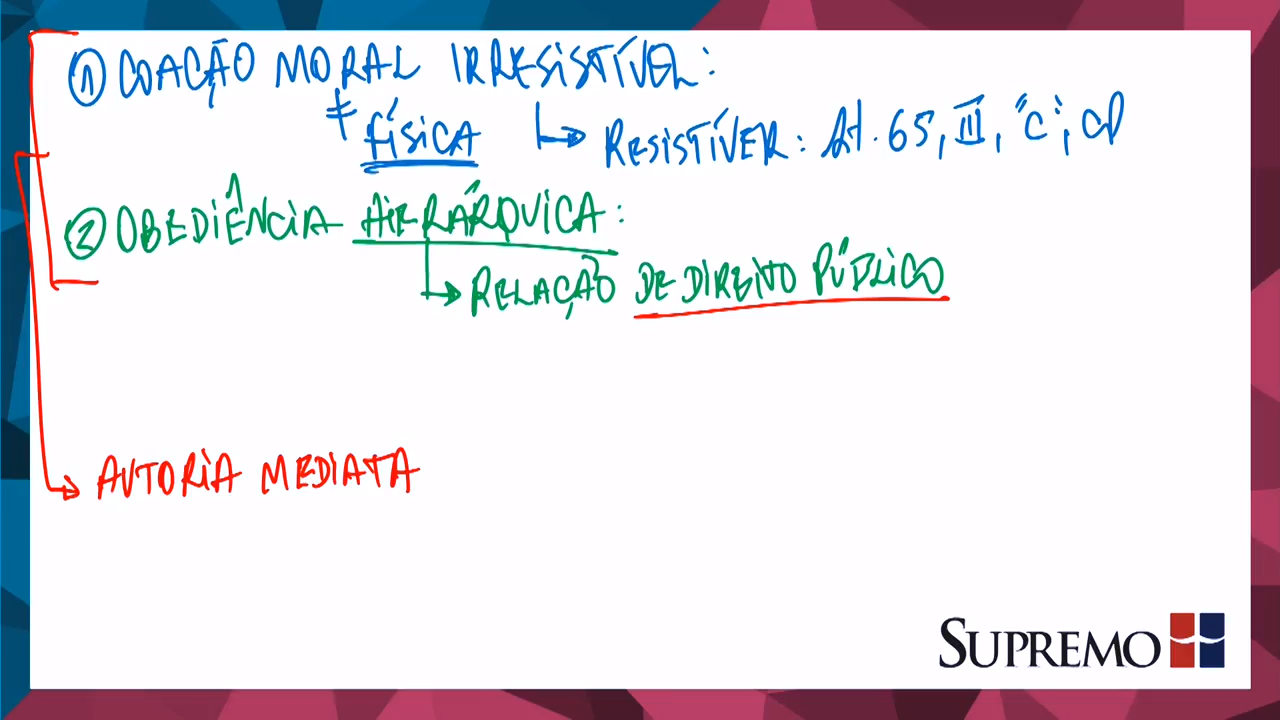 ① COAÇÃO MORAL IRRESISTÍVEL:
≠ FÍSICA ↳ RESISTÍVEL: Art. 65, III, "C", CP
② OBEDIÊNCIA HIERÁRQUICA:
↳ RELAÇÃO DE DIREITO PÚBLICO
→ AUTORIA MEDIATA
SUPREMO